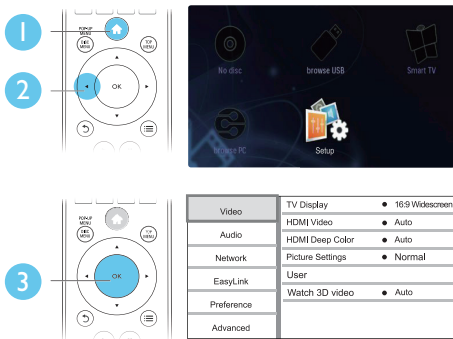 1
POP-UP MENU
DISC MENU
TOP MENU
2
OK
No disc
browse USB
Smart TV
browse PC
Setup
POP-UP MENU
DISC MENU
TOP MENU
3
OK
Video
Audio
Network
EasyLink
Preference
Advanced
TV Display • 16:9 Widescreen
HDMI Video • Auto
HDMI Deep Color • Auto
Picture Settings • Normal
User
Watch 3D video • Auto